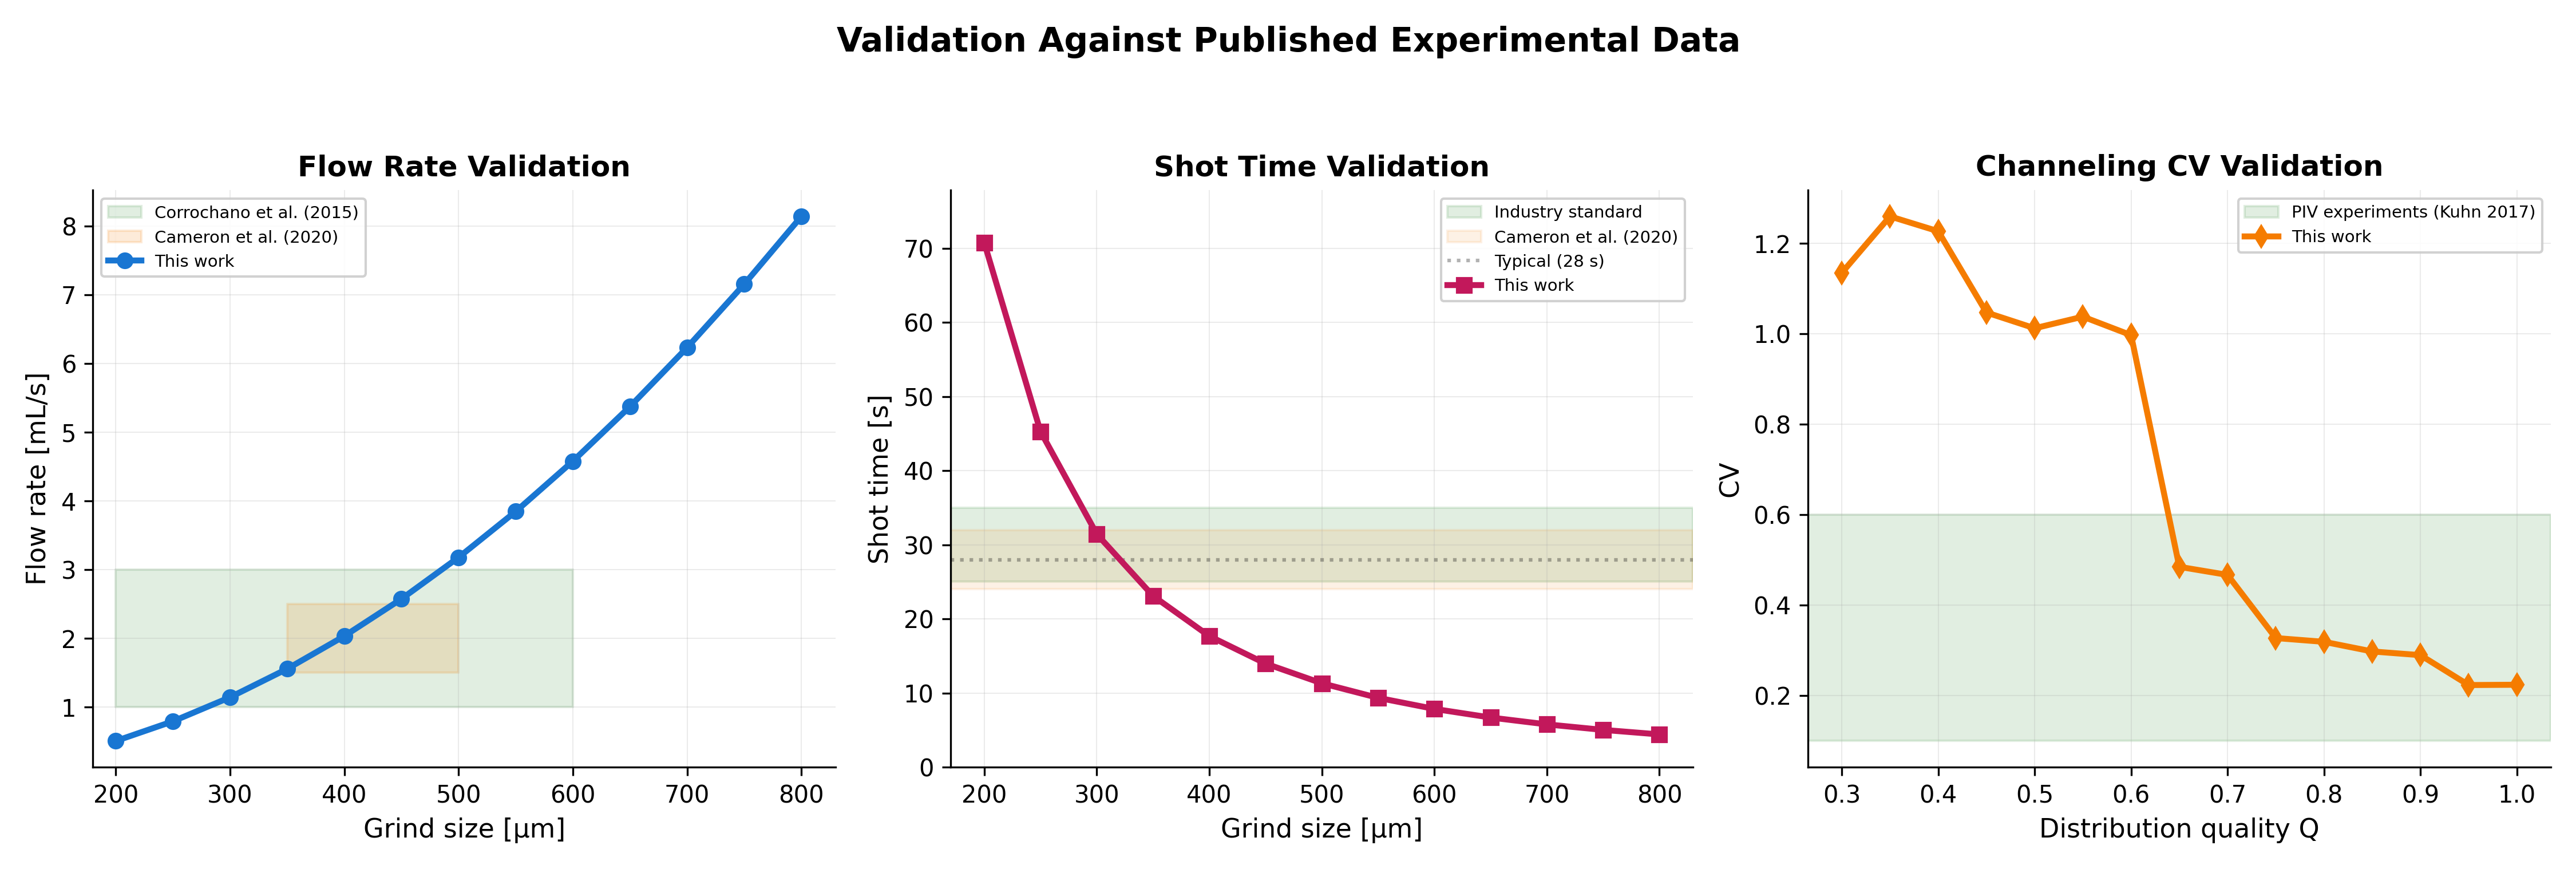 Validation Against Published Experimental Data
Flow Rate Validation
Corrochano et al. (2015)
Cameron et al. (2020)
This work
Flow rate [mL/s]
8
7
6
5
4
3
2
1
200 300 400 500 600 700 800
Grind size [μm]
Shot Time Validation
Industry standard
Cameron et al. (2020)
Typical (28 s)
This work
Shot time [s]
70
60
50
40
30
20
10
0
200 300 400 500 600 700 800
Grind size [μm]
Channeling CV Validation
PIV experiments (Kuhn 2017)
This work
CV
1.2
1.0
0.8
0.6
0.4
0.2
0.3 0.4 0.5 0.6 0.7 0.8 0.9 1.0
Distribution quality Q